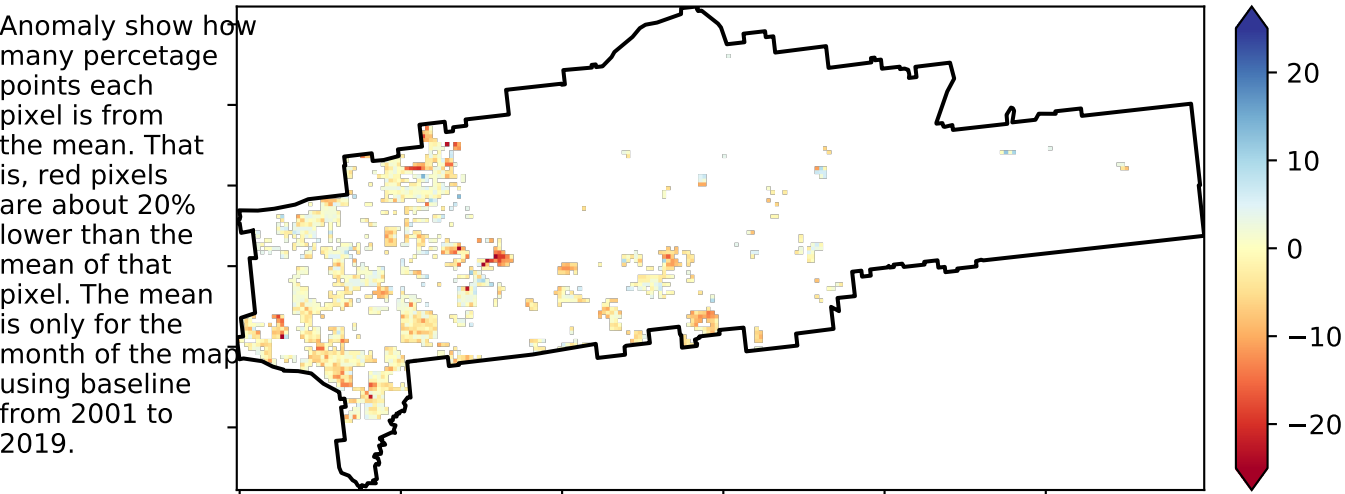 Anomaly show how
many percetage
points each
pixel is from
the mean. That
is, red pixels
are about 20%
lower than the
mean of that
pixel. The mean
is only for the
month of the map
using baseline
from 2001 to
2019.
20
10
0
−10
−20